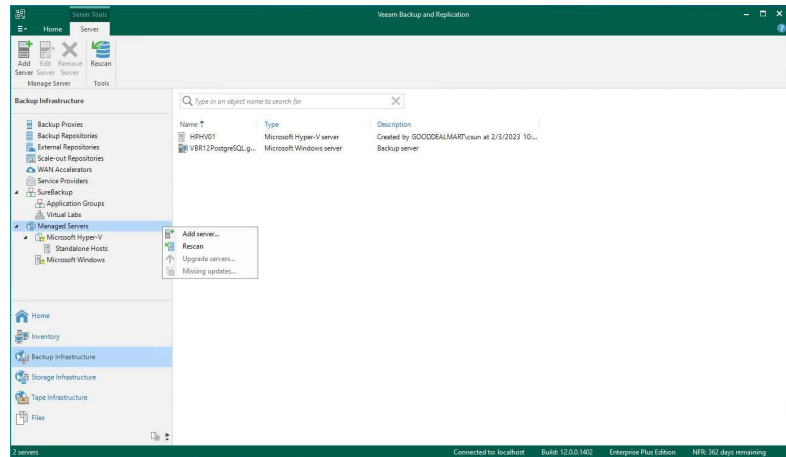 Server Tools
Veeam Backup and Replication
Home Server
Add Server
Edit Server
Remove Server
Rescan
Manage Server
Tools
Backup Infrastructure
Type in an object name to search for
Backup Proxies
Backup Repositories
External Repositories
Scale-out Repositories
WAN Accelerators
Service Providers
SureBackup
Application Groups
Virtual Labs
Managed Servers
Microsoft Hyper-V
Standalone Hosts
Microsoft Windows
Name Type Description
HPHV01 Microsoft Hyper-V server Created by GOODDEALMART\csun at 2/3/2023 10:...
VBR12PostgreSQL.g... Microsoft Windows server Backup server
Add server...
Rescan
Upgrade servers...
Missing updates...
Home
Inventory
Backup Infrastructure
Storage Infrastructure
Tape Infrastructure
Files
2 servers
Connected to: localhost Build: 12.0.0.1402 Enterprise Plus Edition NFR: 362 days remaining